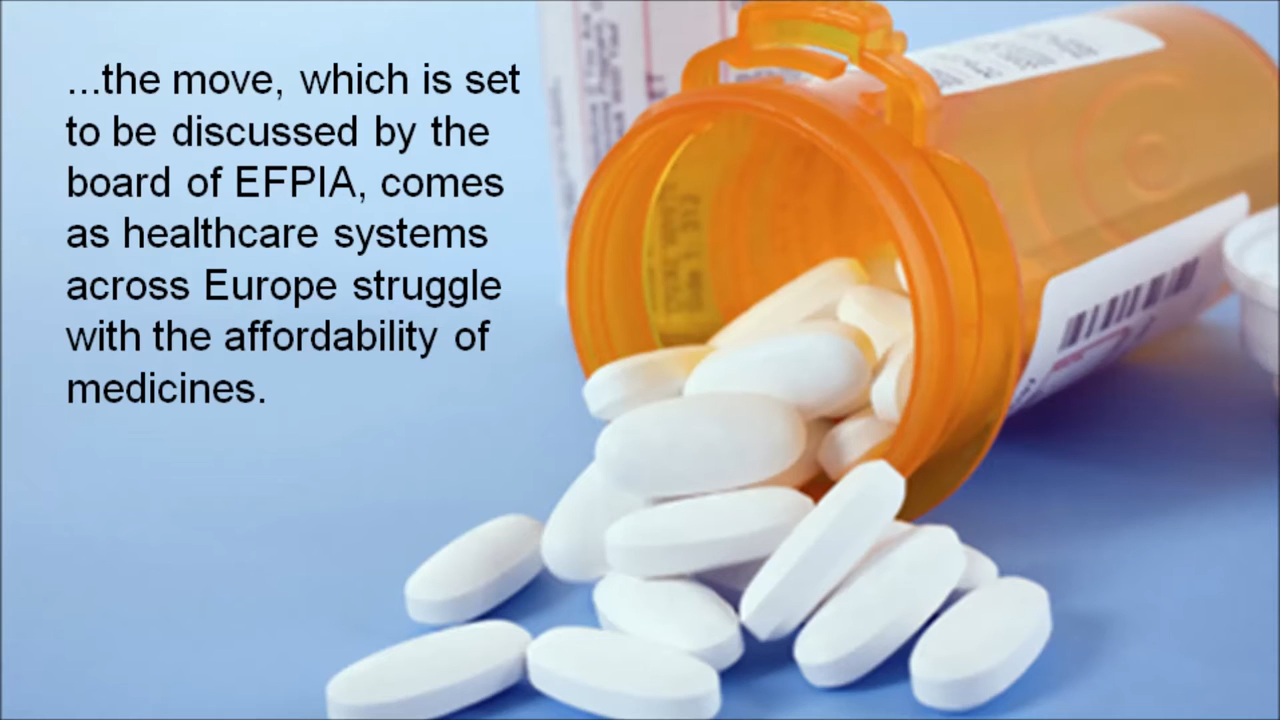 ...the move, which is set
to be discussed by the
board of EFPIA, comes
as healthcare systems
across Europe struggle
with the affordability of
medicines.